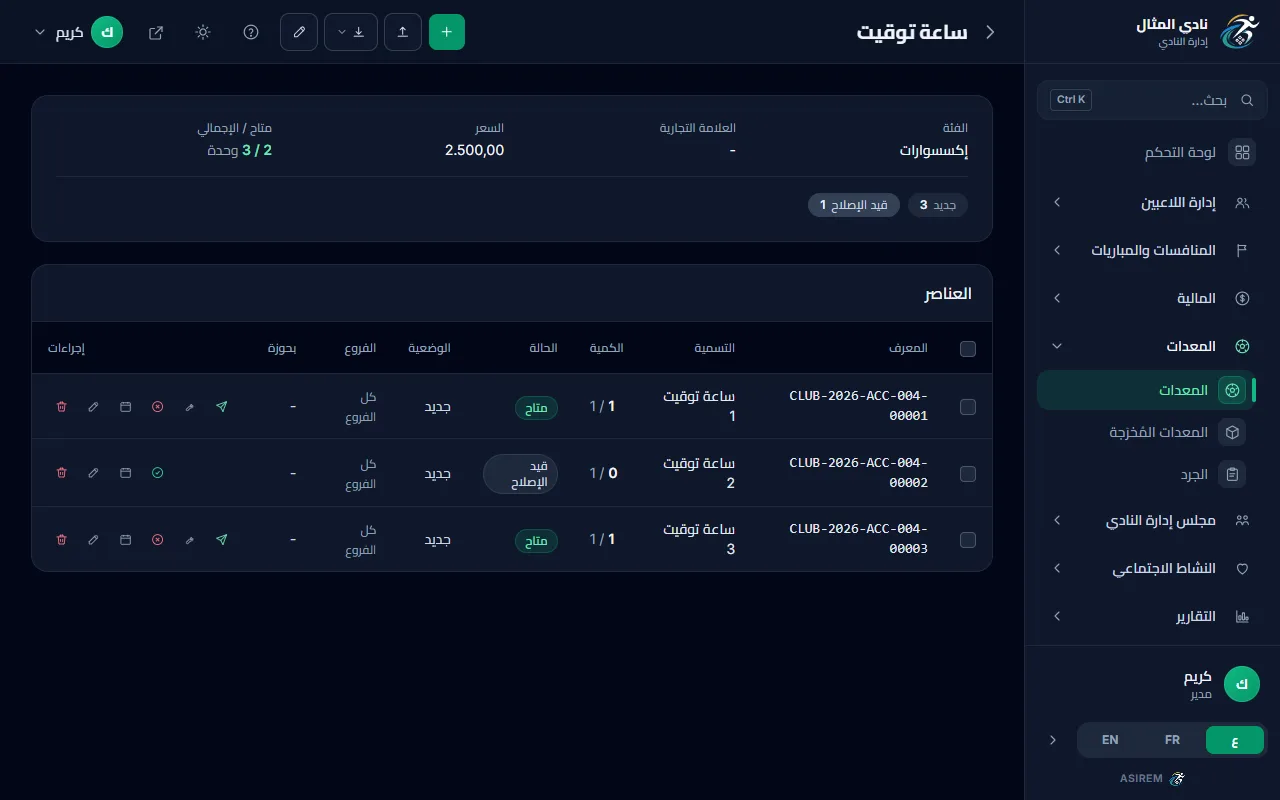 نادي المثال
إدارة النادي
بحث...
Ctrl K
لوحة التحكم
إدارة اللاعبين
المنافسات والمباريات
المالية
المعدات
المعدات
المعدات المُخرَجة
الجرد
مجلس إدارة النادي
النشاط الاجتماعي
التقارير
ك
كريم
مدير
ع
FR
EN
ASIREM
ساعة توقيت
ك
كريم
الفئة
إكسسوارات
العلامة التجارية
-
السعر
2.500,00
متاح / الإجمالي
2 / 3 وحدة
جديد 3
قيد الإصلاح 1
العناصر
المعرف التسمية الكمية الحالة الوضعية الفروع بحوزة إجراءات
CLUB-2026-ACC-004-00001 ساعة توقيت 1 1 / 1 متاح جديد كل الفروع -
CLUB-2026-ACC-004-00002 ساعة توقيت 2 0 / 1 قيد الإصلاح جديد كل الفروع -
CLUB-2026-ACC-004-00003 ساعة توقيت 3 1 / 1 متاح جديد كل الفروع -